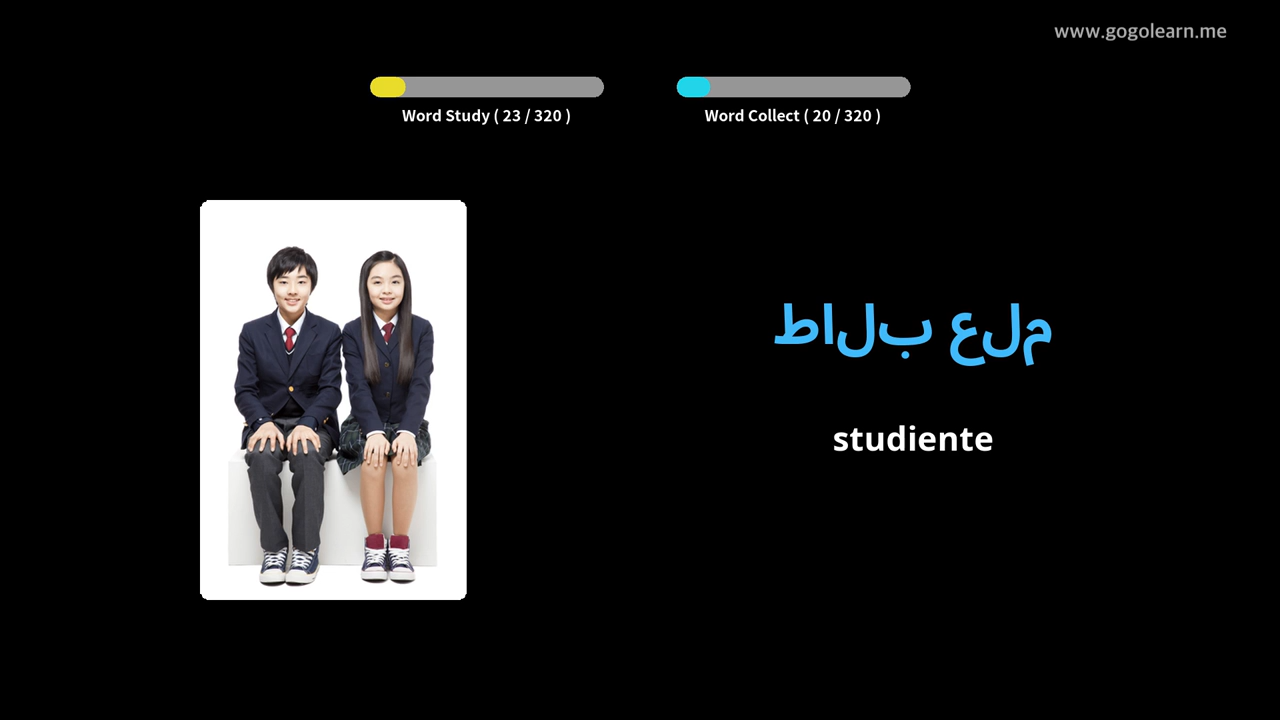 www.gogolearn.me
Word Study ( 23 / 320 )
Word Collect ( 20 / 320 )
طالب علم
studiente